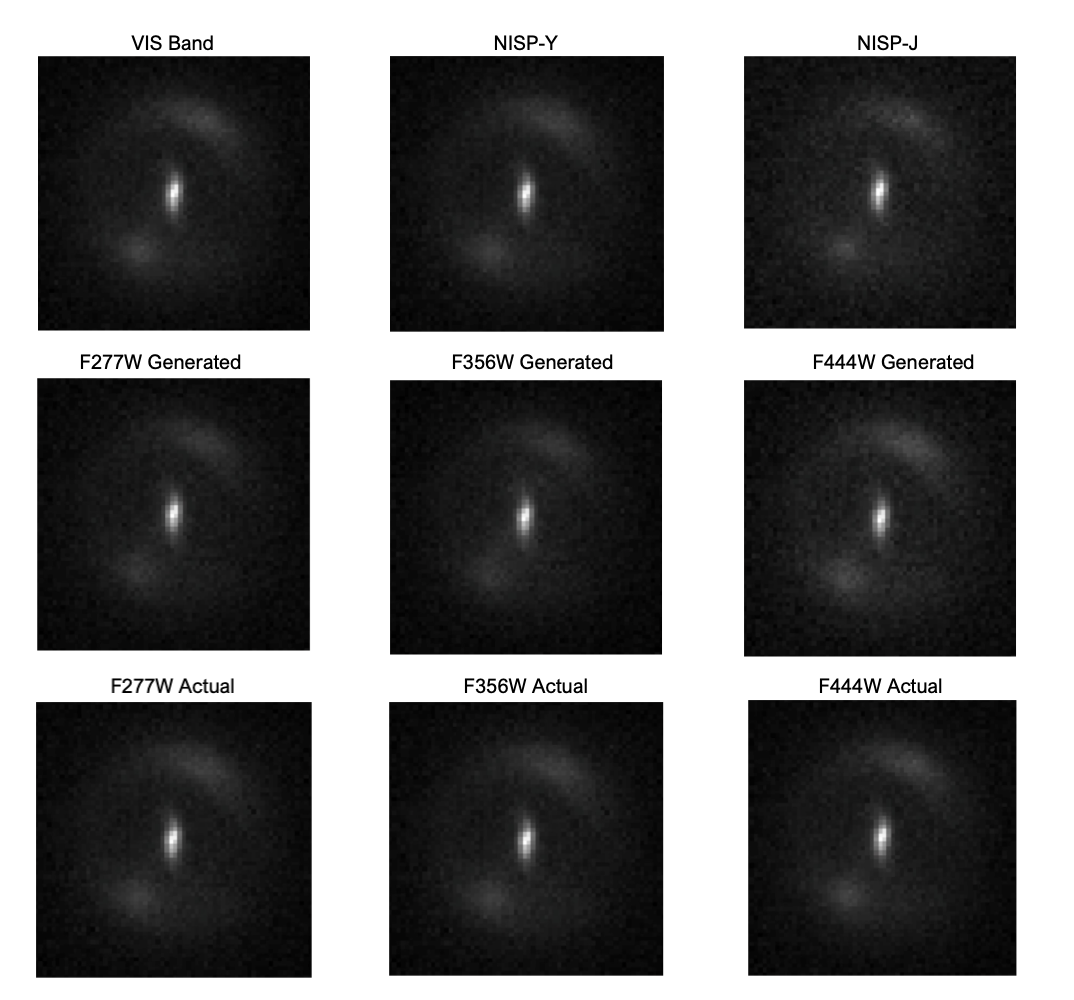 VIS Band
NISP-Y
NISP-J
F277W Generated
F356W Generated
F444W Generated
F277W Actual
F356W Actual
F444W Actual